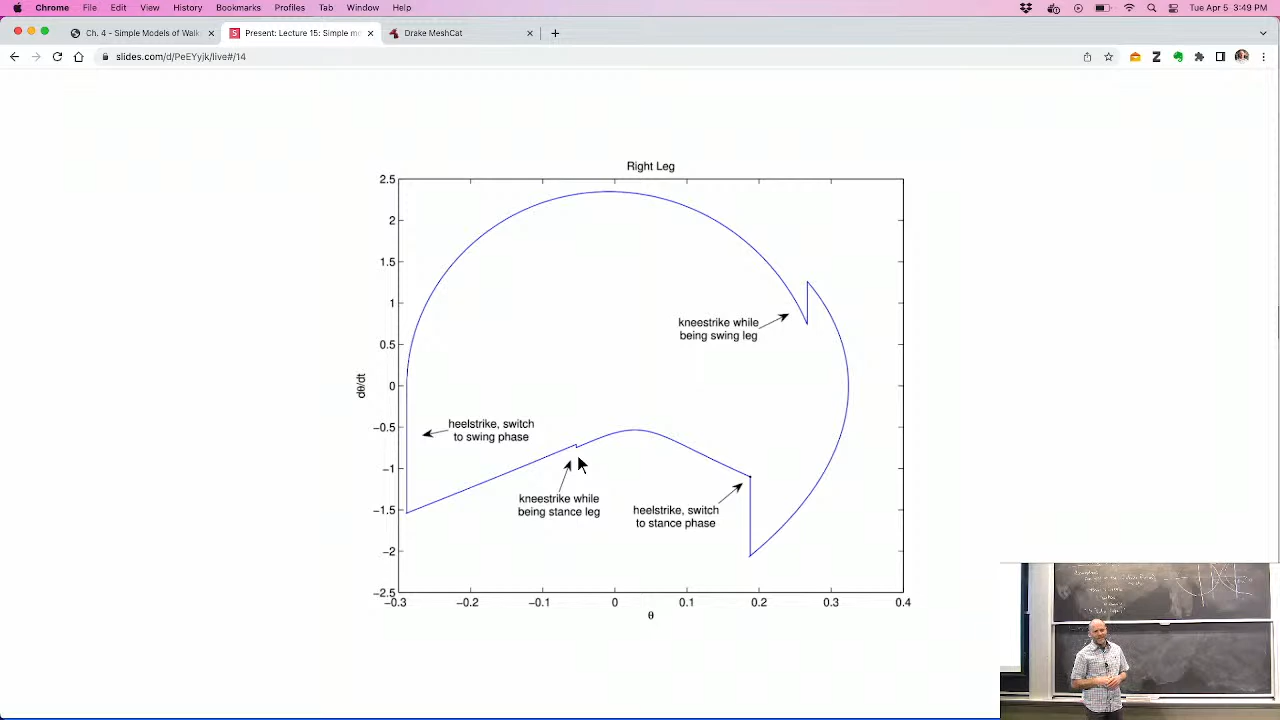 Chrome File Edit View History Bookmarks Profiles Tab Window Help Tue Apr 5 3:49 PM
Ch. 4 - Simple Models of Walk Present: Lecture 15: Simple m Drake MeshCat
slides.com/d/PeEYyjk/live#/14
Right Leg
2.5
2
1.5
1
0.5
0
−0.5
−1
−1.5
−2
−2.5
dθ/dt
kneestrike while
being swing leg
heelstrike, switch
to swing phase
kneestrike while
being stance leg
heelstrike, switch
to stance phase
−0.3 −0.2 −0.1 0 0.1 0.2 0.3 0.4
θ